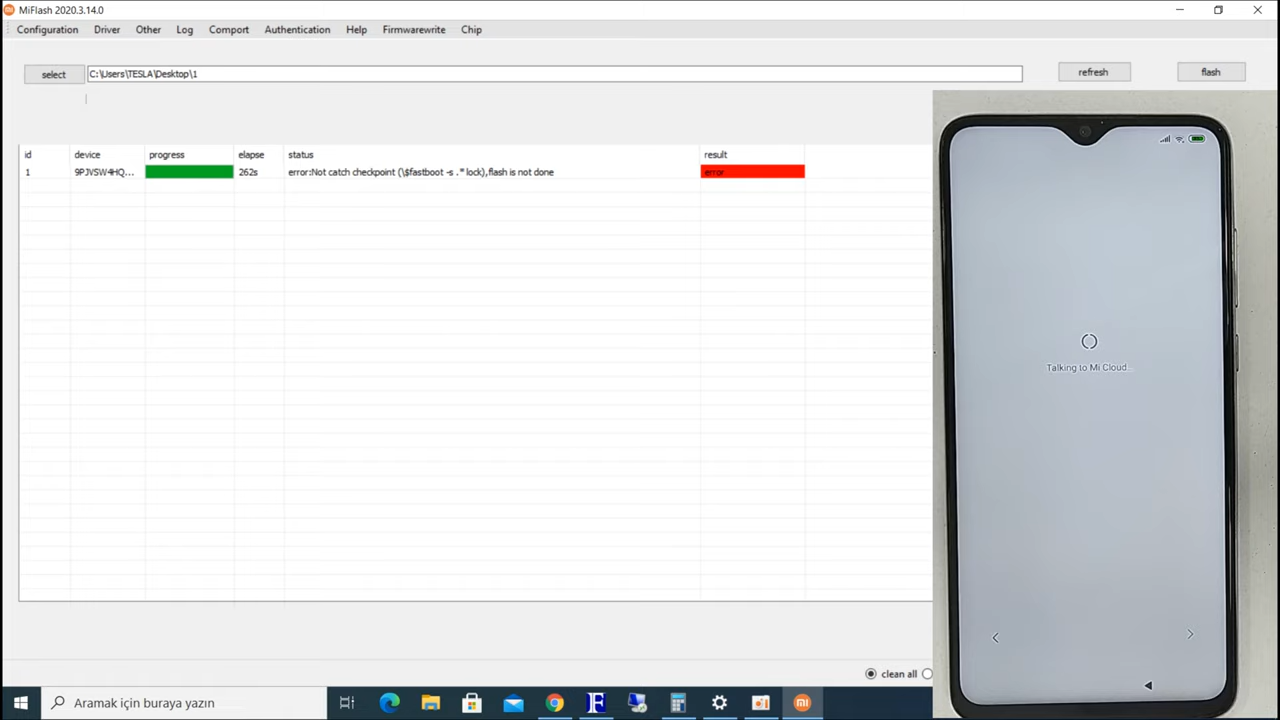 MiFlash 2020.3.14.0
Configuration Driver Other Log Comport Authentication Help Firmwarewrite Chip
select C:\Users\TESLA\Desktop\1 refresh flash
id device progress elapse status result
1 9PJVSW4HQ... 262s error:Not catch checkpoint (\$fastboot -s .* lock),flash is not done error
Talking to Mi Cloud...
clean all
Aramak için buraya yazın